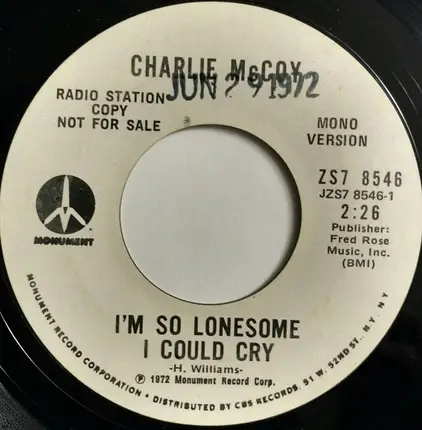 CHARLIE McCOY
JUN 29 1972
RADIO STATION
COPY
NOT FOR SALE
MONO
VERSION
ZS7 8546
JZS7 8546-1
2:26
Publisher:
Fred Rose
Music, Inc.
(BMI)
MONUMENT
I'M SO LONESOME
I COULD CRY
-H. Williams-
℗ 1972 Monument Record Corp.
MONUMENT RECORD CORPORATION • DISTRIBUTED BY CBS RECORDS, 51 W. 52ND ST., N.Y., N.Y.